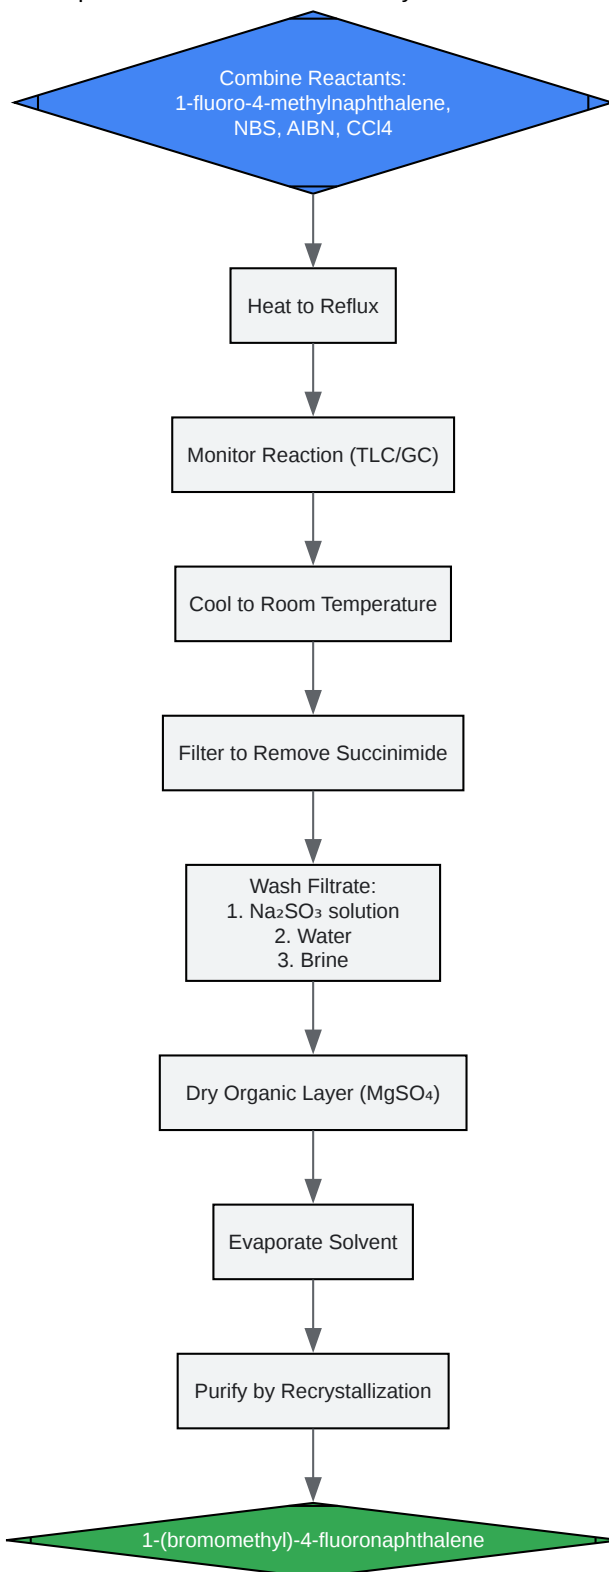 Combine Reactants:
1-fluoro-4-methylnaphthalene,
NBS, AIBN, CCl4
Heat to Reflux
Monitor Reaction (TLC/GC)
Cool to Room Temperature
Filter to Remove Succinimide
Wash Filtrate:
1. Na₂SO₃ solution
2. Water
3. Brine
Dry Organic Layer (MgSO₄)
Evaporate Solvent
Purify by Recrystallization
1-(bromomethyl)-4-fluoronaphthalene